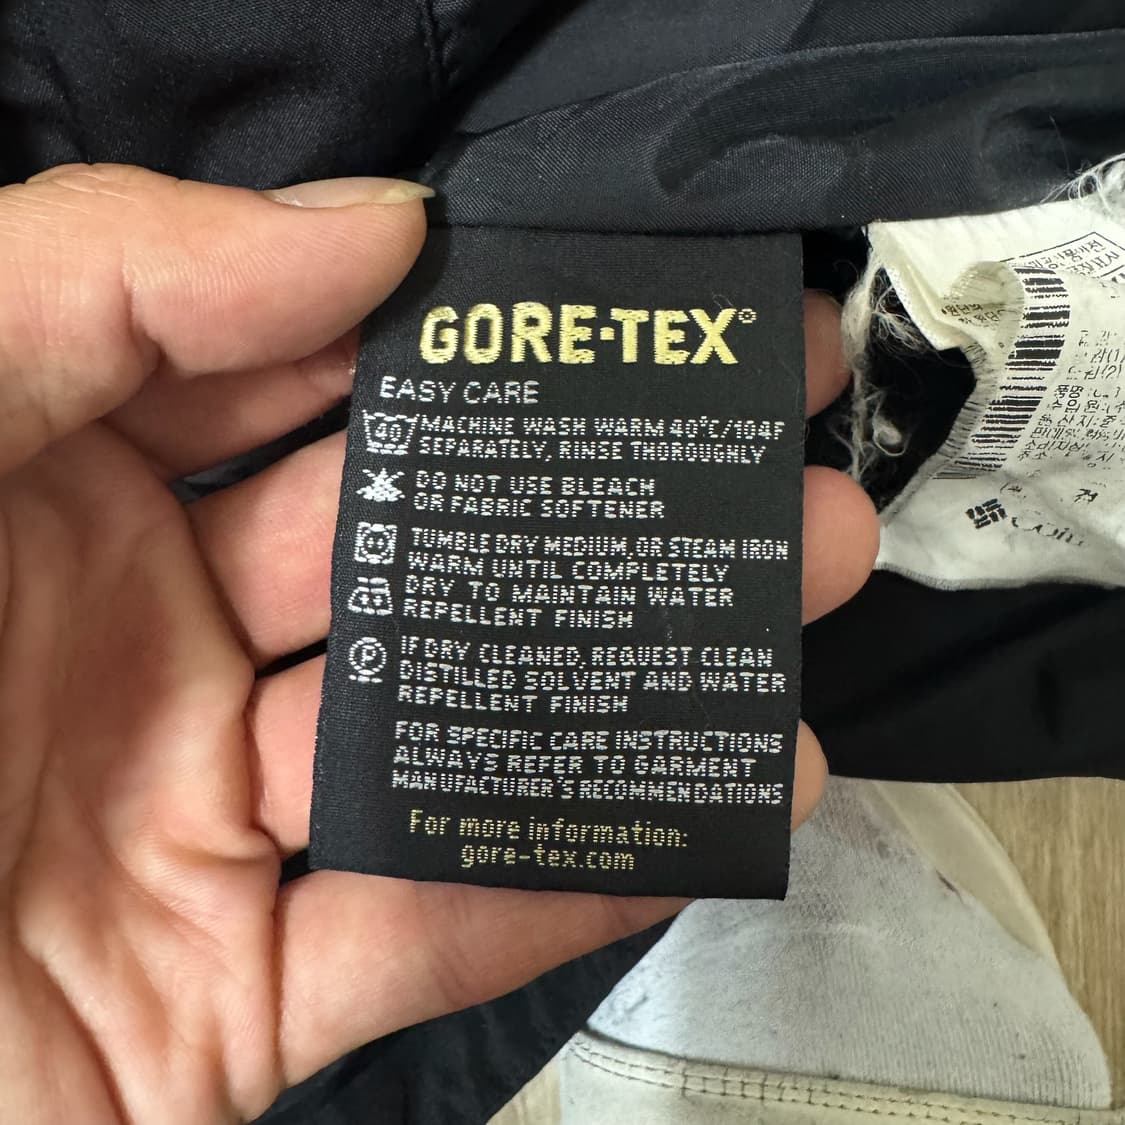 GORE-TEX®
EASY CARE
40
MACHINE WASH WARM 40°C/104F
SEPARATELY, RINSE THOROUGHLY
DO NOT USE BLEACH
OR FABRIC SOFTENER
TUMBLE DRY MEDIUM, OR STEAM IRON
WARM UNTIL COMPLETELY
DRY TO MAINTAIN WATER
REPELLENT FINISH
P
IF DRY CLEANED, REQUEST CLEAN
DISTILLED SOLVENT AND WATER
REPELLENT FINISH
FOR SPECIFIC CARE INSTRUCTIONS
ALWAYS REFER TO GARMENT
MANUFACTURER'S RECOMMENDATIONS
For more information:
gore-tex.com
품명